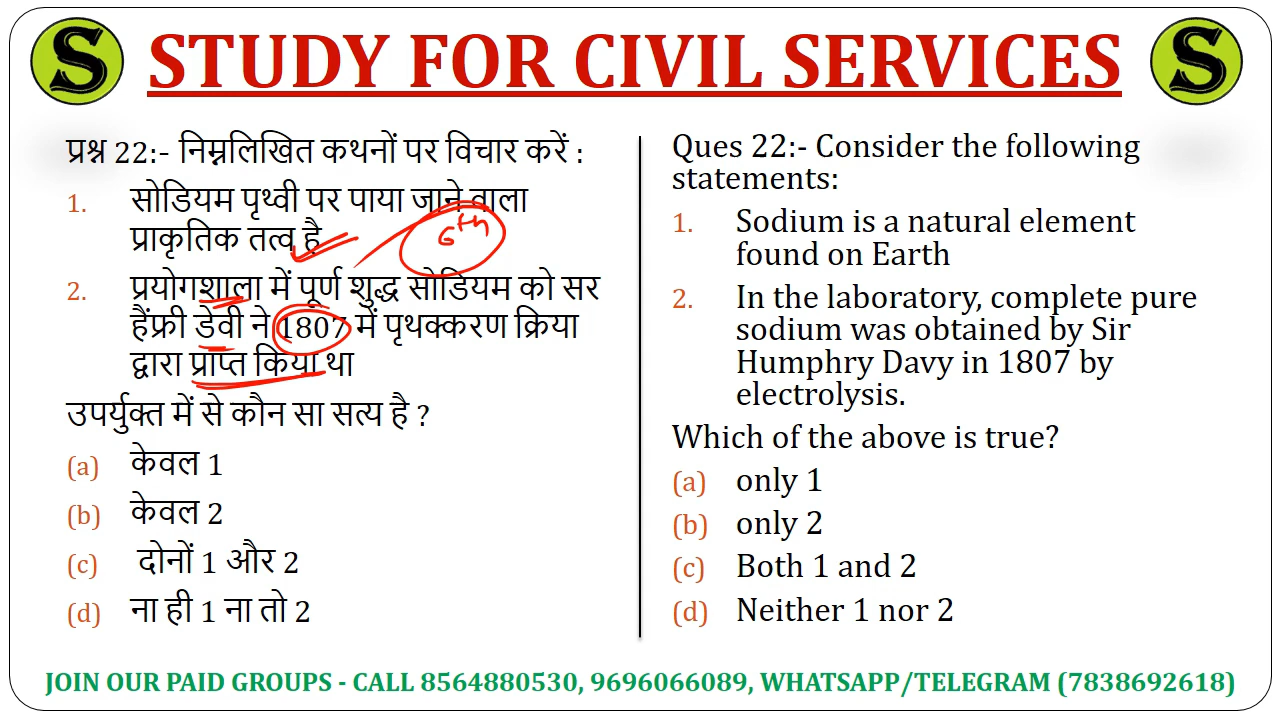 S
STUDY FOR CIVIL SERVICES
S
प्रश्न 22:- निम्नलिखित कथनों पर विचार करें :
1. सोडियम पृथ्वी पर पाया जाने वाला
प्राकृतिक तत्व है
6th
2. प्रयोगशाला में पूर्ण शुद्ध सोडियम को सर
हैंफ्री डेवी ने 1807 में पृथक्करण क्रिया
द्वारा प्राप्त किया था
उपर्युक्त में से कौन सा सत्य है ?
(a) केवल 1
(b) केवल 2
(c) दोनों 1 और 2
(d) ना ही 1 ना तो 2
Ques 22:- Consider the following
statements:
1. Sodium is a natural element
found on Earth
2. In the laboratory, complete pure
sodium was obtained by Sir
Humphry Davy in 1807 by
electrolysis.
Which of the above is true?
(a) only 1
(b) only 2
(c) Both 1 and 2
(d) Neither 1 nor 2
JOIN OUR PAID GROUPS - CALL 8564880530, 9696066089, WHATSAPP/TELEGRAM (7838692618)